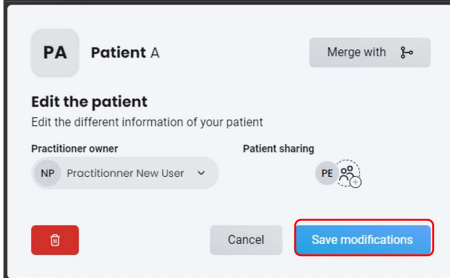 PA Patient A Merge with
Edit the patient
Edit the different information of your patient
Practitioner owner Patient sharing
NP Practitionner New User PE
Cancel Save modifications